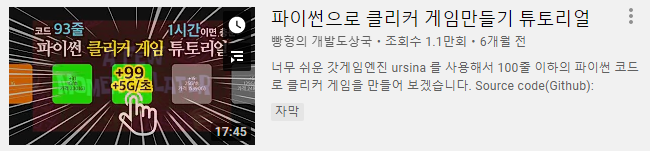 코드 93줄 1시간이면
파이썬 클리커 게임 튜토리얼
+99
+5G/초
17:45
파이썬으로 클리커 게임만들기 튜토리얼
빵형의 개발도상국 • 조회수 1.1만회 • 6개월 전
너무 쉬운 갓게임엔진 ursina 를 사용해서 100줄 이하의 파이썬 코드
로 클리커 게임을 만들어 보겠습니다. Source code(Github):
자막